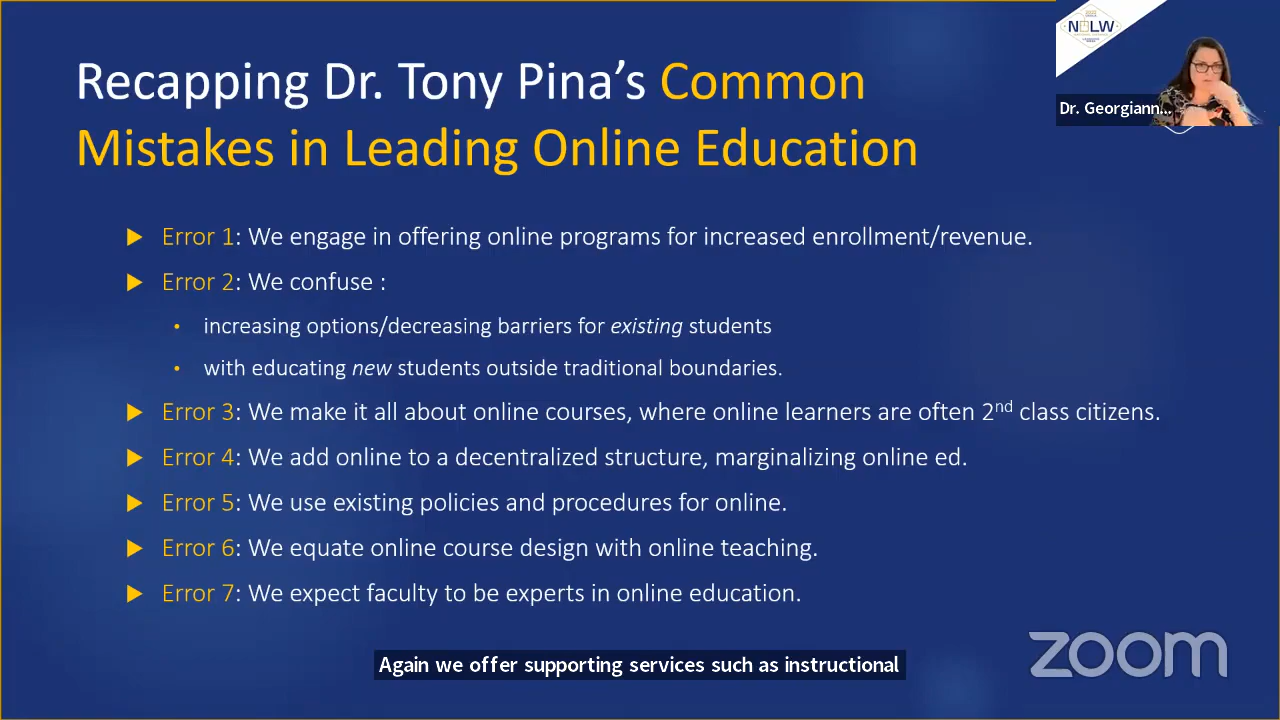 Recapping Dr. Tony Pina’s Common
Mistakes in Leading Online Education
NLW
Dr. Georgiann...
Error 1: We engage in offering online programs for increased enrollment/revenue.
Error 2: We confuse :
• increasing options/decreasing barriers for existing students
• with educating new students outside traditional boundaries.
Error 3: We make it all about online courses, where online learners are often 2nd class citizens.
Error 4: We add online to a decentralized structure, marginalizing online ed.
Error 5: We use existing policies and procedures for online.
Error 6: We equate online course design with online teaching.
Error 7: We expect faculty to be experts in online education.
Again we offer supporting services such as instructional
zoom